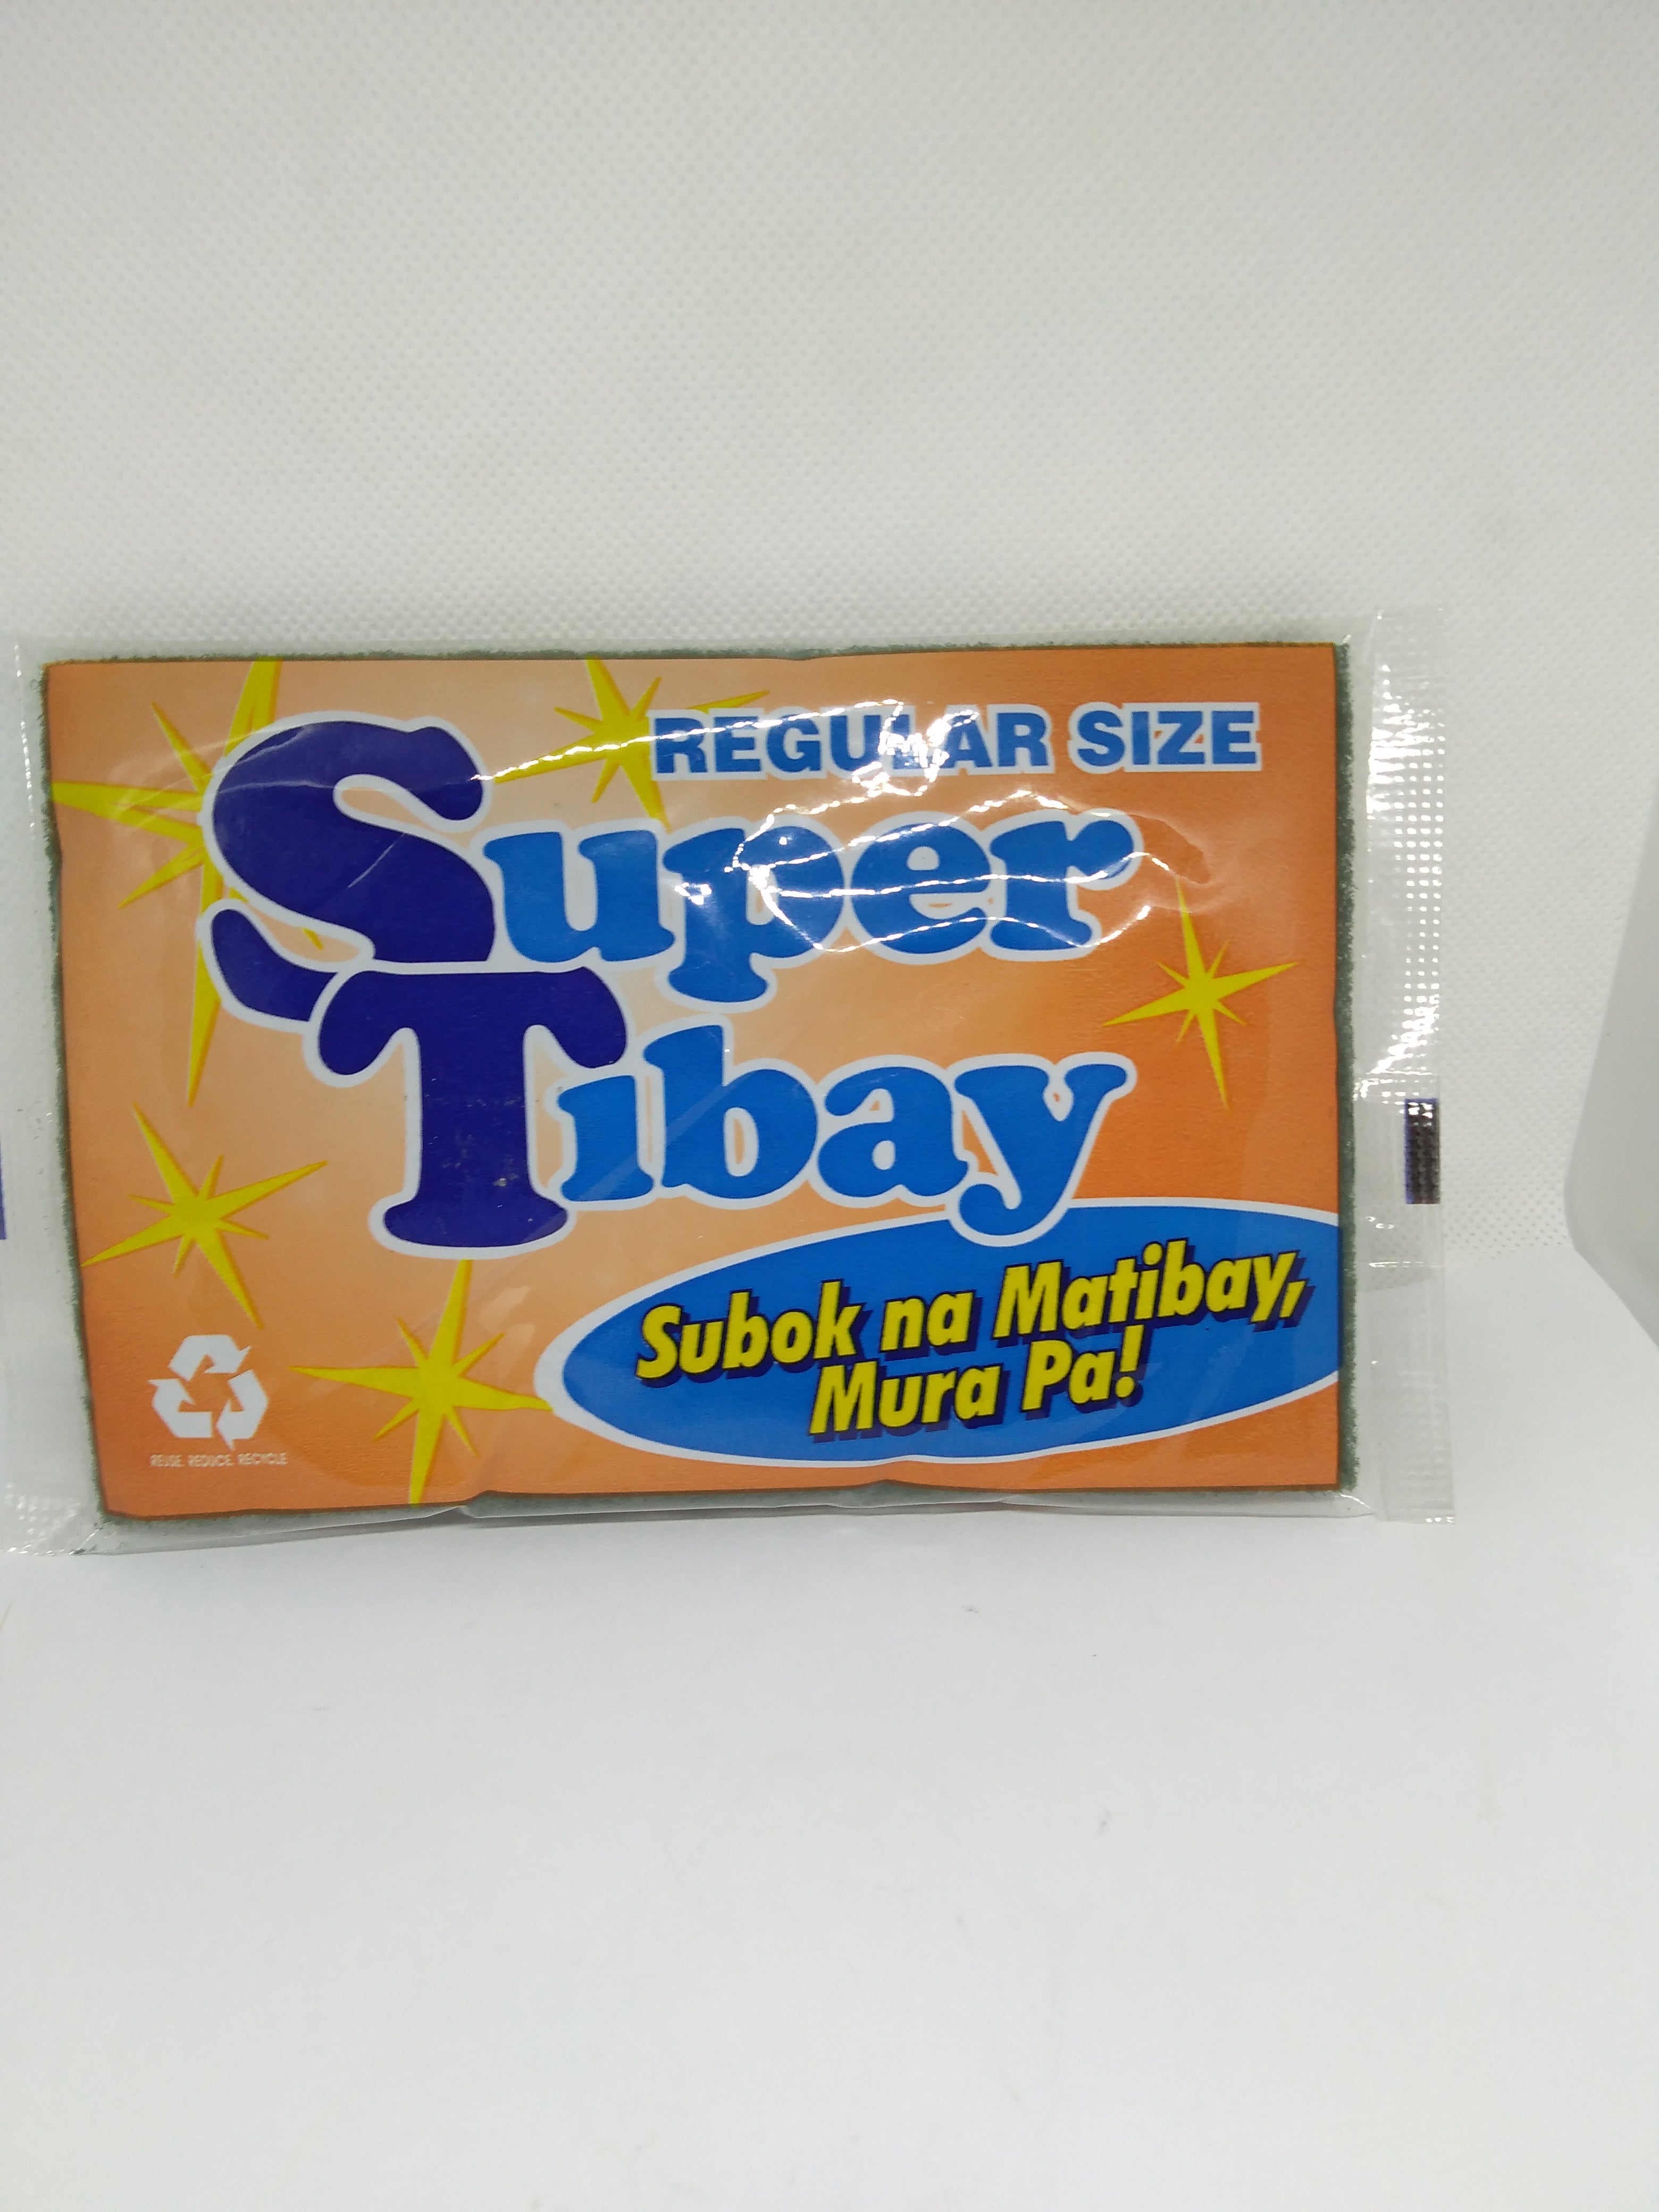 REGULAR SIZE
Super
Tibay
Subok na Matibay,
Mura Pa!
REUSE. REDUCE. RECYCLE